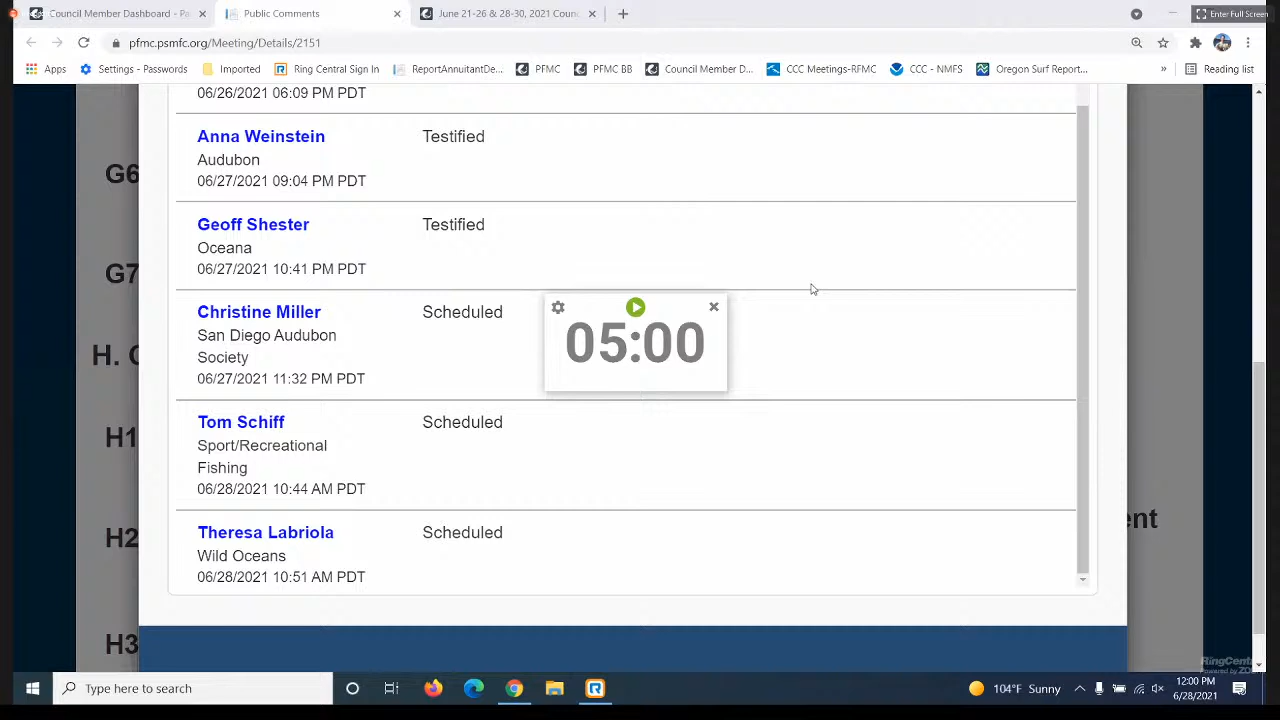 Council Member Dashboard - Pa
Public Comments
June 21-26 & 28-30, 2021 Counc
Enter Full Screen
pfmc.psmfc.org/Meeting/Details/2151
Apps
Settings - Passwords
Imported
Ring Central Sign In
ReportAnnuitantDe...
PFMC
PFMC BB
Council Member D...
CCC Meetings-RFMC
CCC - NMFS
Oregon Surf Report...
»
Reading list
06/26/2021 06:09 PM PDT
Anna Weinstein
Testified
Audubon
06/27/2021 09:04 PM PDT
Geoff Shester
Testified
Oceana
06/27/2021 10:41 PM PDT
Christine Miller
Scheduled
San Diego Audubon
Society
06/27/2021 11:32 PM PDT
05:00
Tom Schiff
Scheduled
Sport/Recreational
Fishing
06/28/2021 10:44 AM PDT
Theresa Labriola
Scheduled
Wild Oceans
06/28/2021 10:51 AM PDT
G6
G7
H. C
H1
H2
ent
H3
RingCent
Powered by ZO
Type here to search
104°F Sunny
12:00 PM
6/28/2021